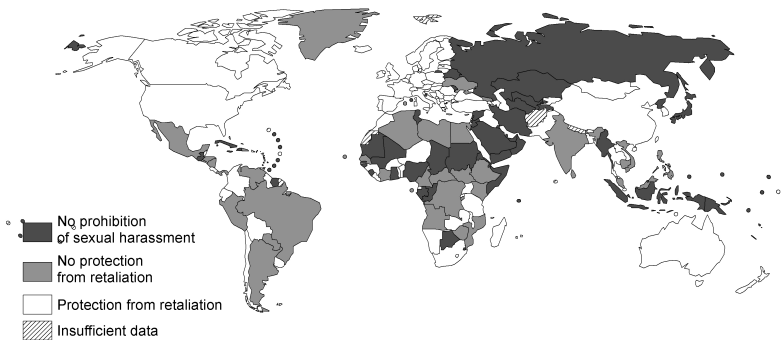 No prohibition
of sexual harassment
No protection
from retaliation
Protection from retaliation
Insufficient data